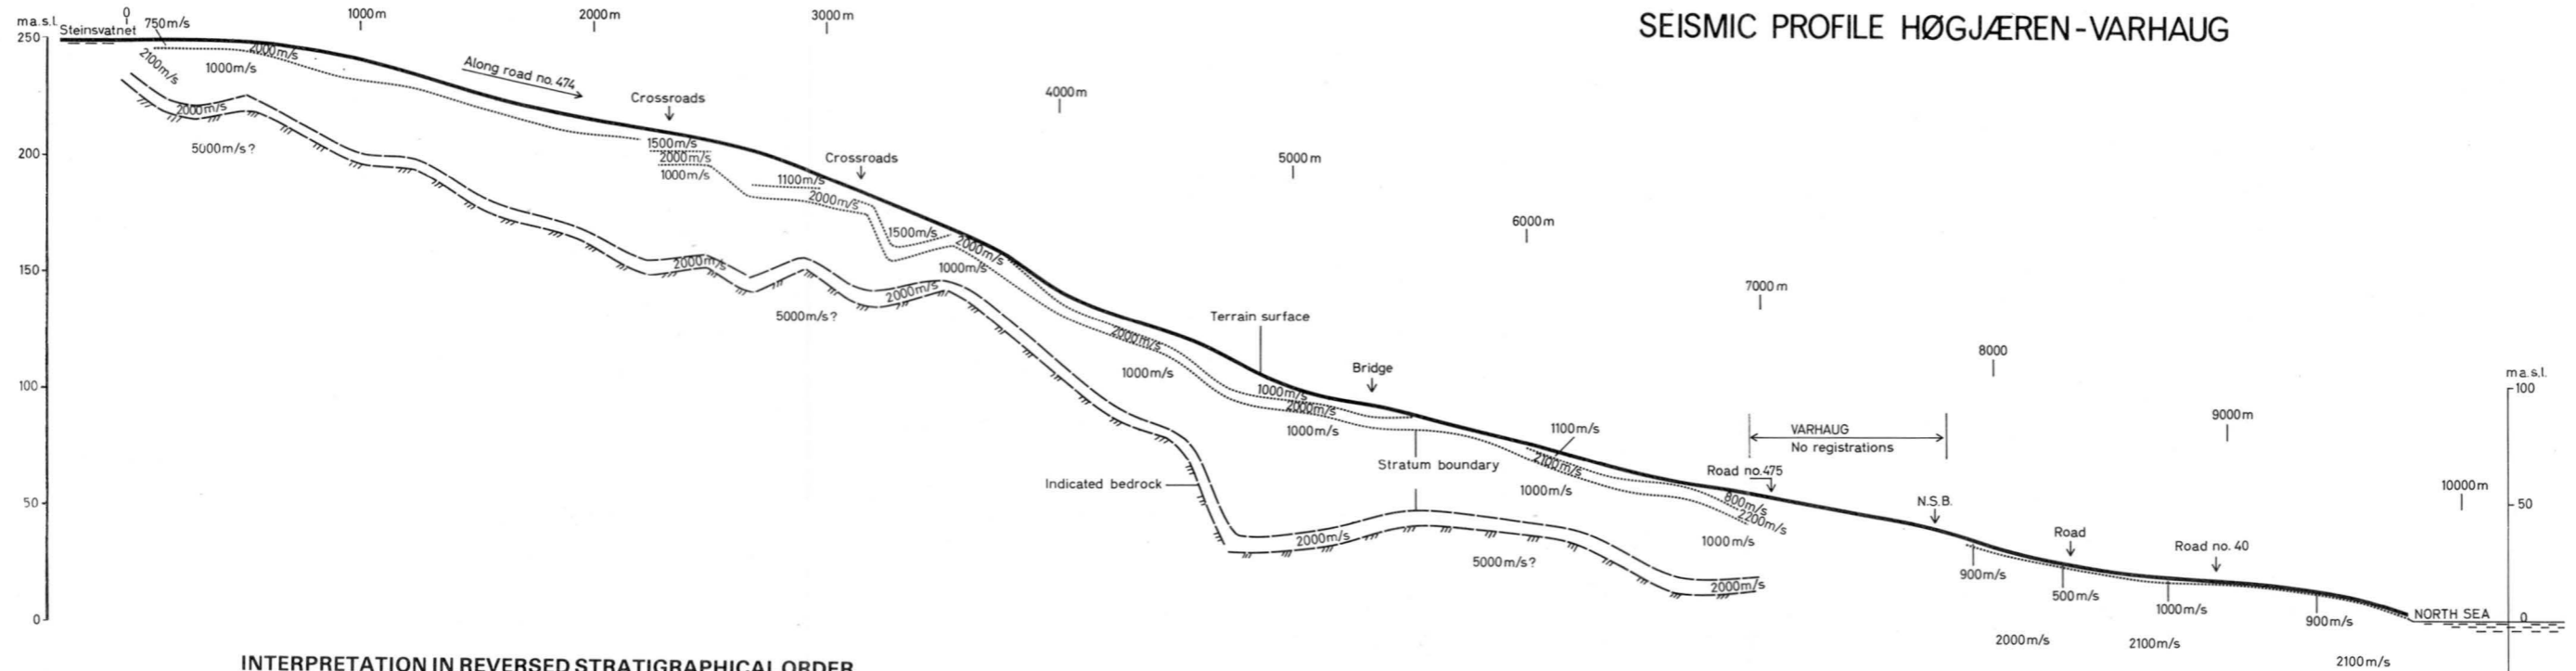 SEISMIC PROFILE HØGJÆREN-VARHAUG
m a.s.l.
250
200
150
100
50
0
Steinsvatnet
0
750m/s
1000m
2000m
3000m
4000m
5000m
6000m
7000m
8000
9000m
10000m
2100m/s
2000m/s
1000m/s
2000m/s
5000m/s?
Along road no. 474
Crossroads
1500m/s
2000m/s
1000m/s
Crossroads
1100m/s
2000m/s
1500m/s
2000m/s
1000m/s
2000m/s
2000m/s
5000m/s?
Terrain surface
2000m/s
1000m/s
Bridge
1000m/s
2000m/s
1000m/s
Stratum boundary
Indicated bedrock
2000m/s
5000m/s?
1100m/s
2100m/s
1000m/s
VARHAUG
No registrations
Road no.475
800m/s
2200m/s
1000m/s
2000m/s
N.S.B.
900m/s
Road
500m/s
Road no. 40
1000m/s
900m/s
2000m/s
2100m/s
2100m/s
m a.s.l.
100
50
0
NORTH SEA
INTERPRETATION IN REVERSED STRATIGRAPHICAL ORDER